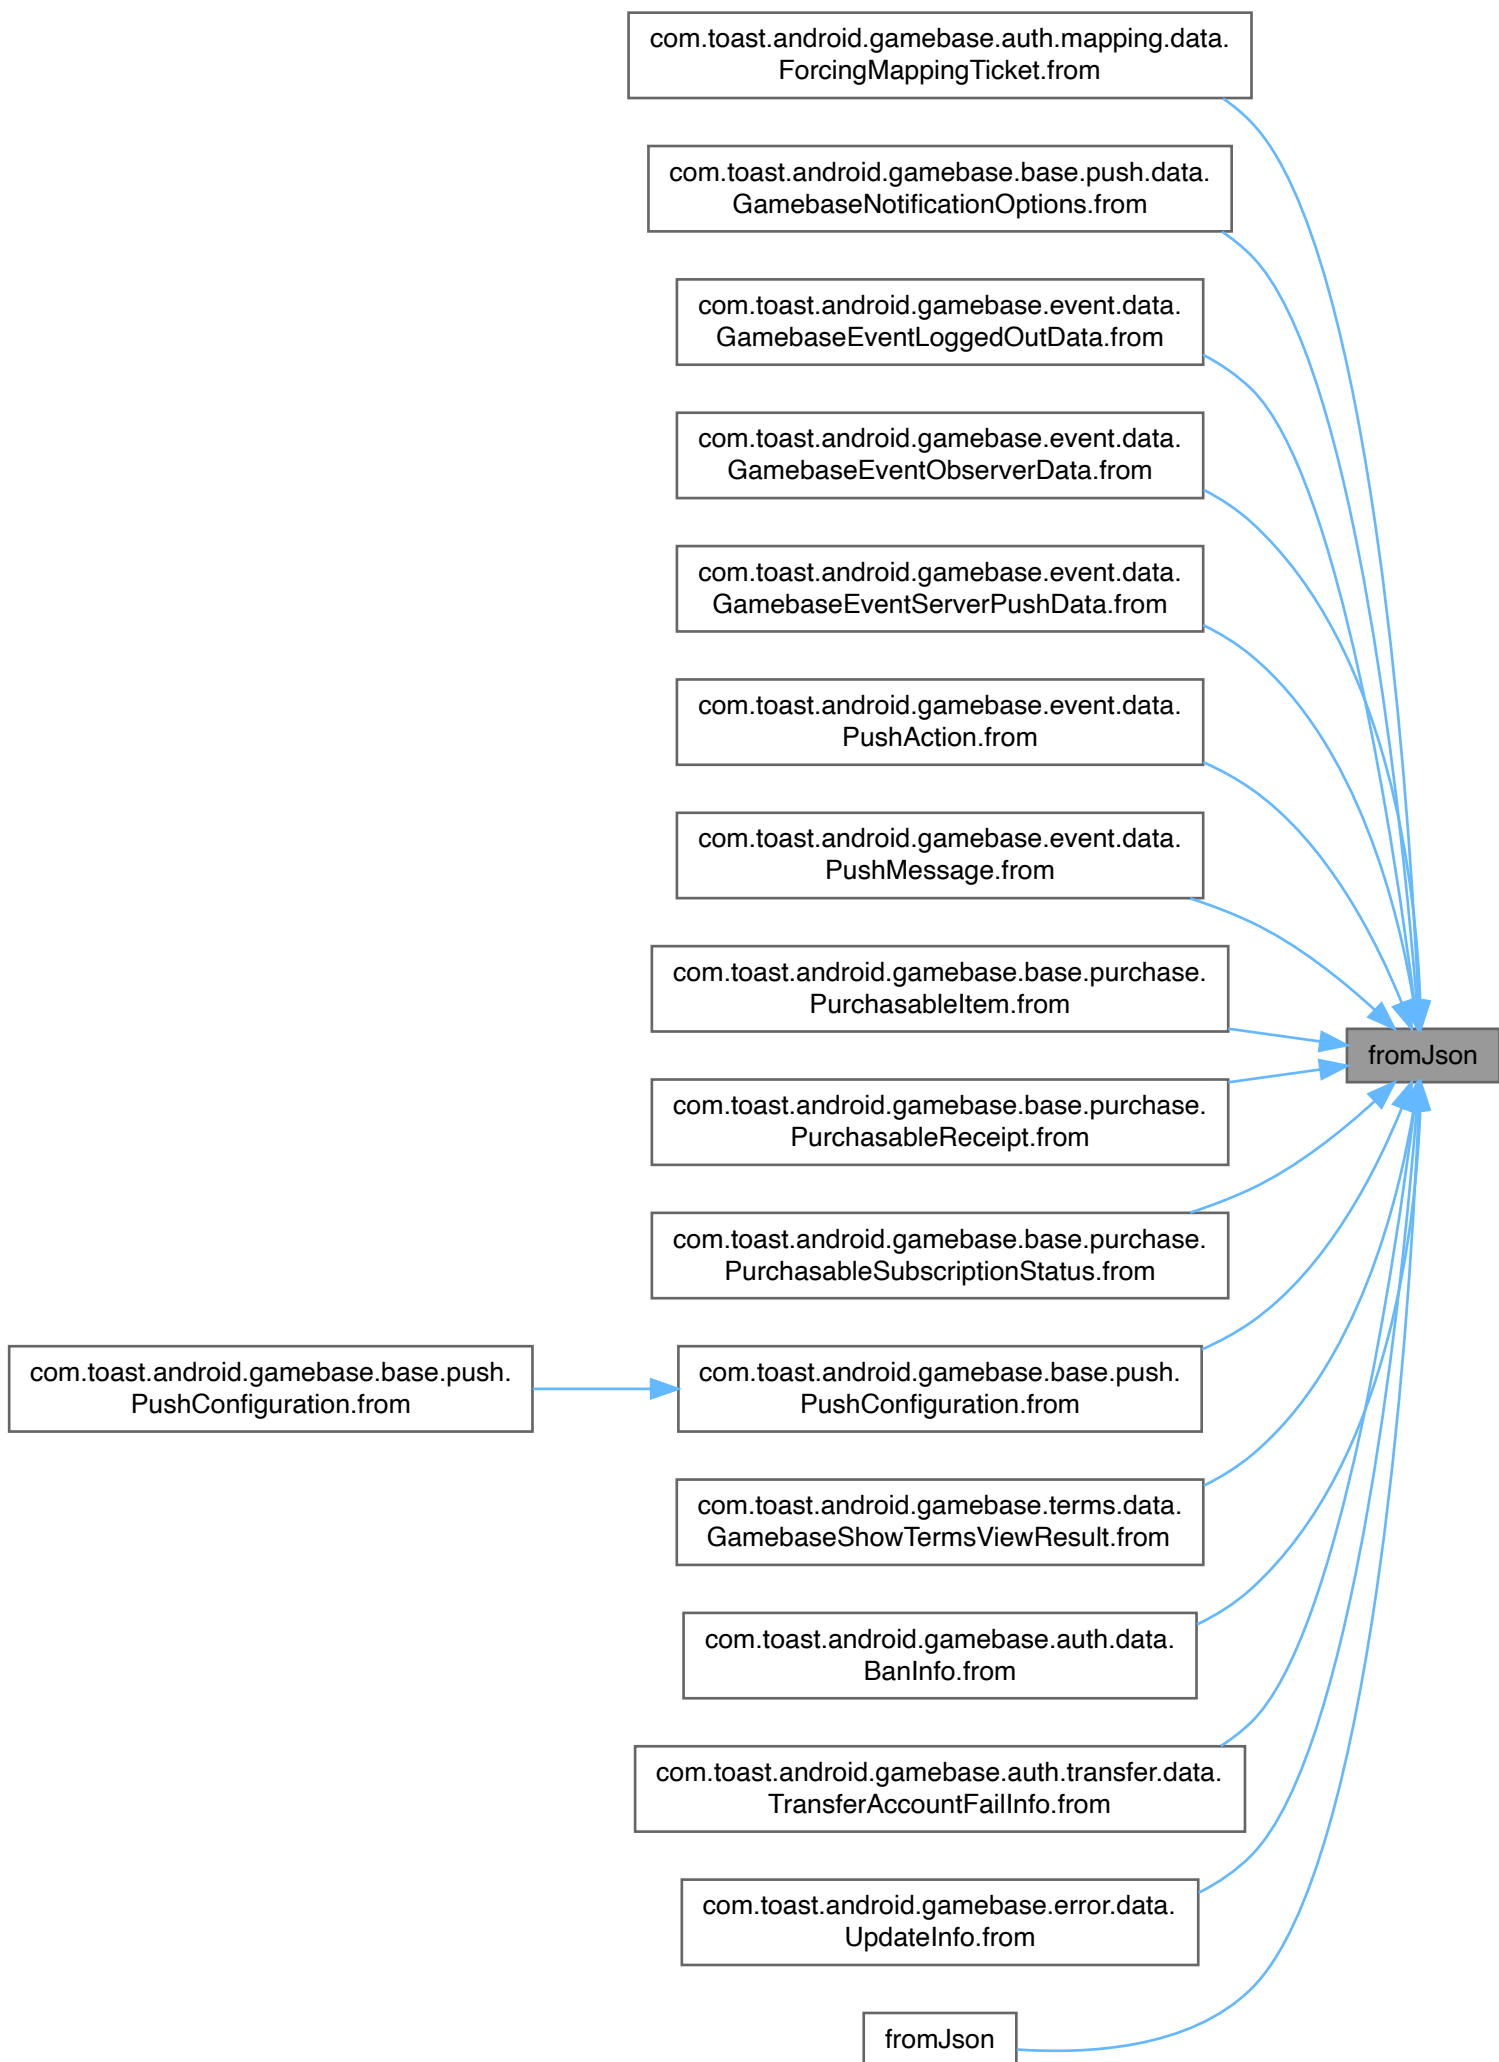 com.toast.android.gamebase.auth.mapping.data.
ForcingMappingTicket.from
com.toast.android.gamebase.base.push.data.
GamebaseNotificationOptions.from
com.toast.android.gamebase.event.data.
GamebaseEventLoggedOutData.from
com.toast.android.gamebase.event.data.
GamebaseEventObserverData.from
com.toast.android.gamebase.event.data.
GamebaseEventServerPushData.from
com.toast.android.gamebase.event.data.
PushAction.from
com.toast.android.gamebase.event.data.
PushMessage.from
com.toast.android.gamebase.base.purchase.
PurchasableItem.from
fromJson
com.toast.android.gamebase.base.purchase.
PurchasableReceipt.from
com.toast.android.gamebase.base.purchase.
PurchasableSubscriptionStatus.from
com.toast.android.gamebase.base.push.
PushConfiguration.from
com.toast.android.gamebase.base.push.
PushConfiguration.from
com.toast.android.gamebase.terms.data.
GamebaseShowTermsViewResult.from
com.toast.android.gamebase.auth.data.
BanInfo.from
com.toast.android.gamebase.auth.transfer.data.
TransferAccountFailInfo.from
com.toast.android.gamebase.error.data.
UpdateInfo.from
fromJson